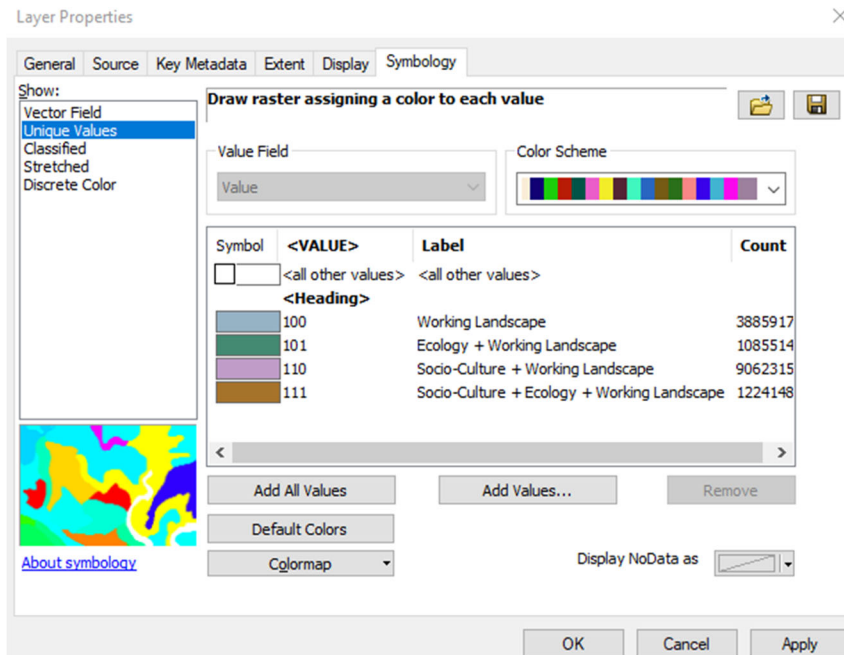 Layer Properties
General Source Key Metadata Extent Display Symbology
Show:
Vector Field
Unique Values
Classified
Stretched
Discrete Color
Draw raster assigning a color to each value
Value Field
Value
Color Scheme
Symbol <VALUE> Label Count
<all other values> <all other values>
<Heading>
100 Working Landscape 3885917
101 Ecology + Working Landscape 1085514
110 Socio-Culture + Working Landscape 9062315
111 Socio-Culture + Ecology + Working Landscape 1224148
Add All Values Add Values... Remove
Default Colors
About symbology
Colormap
Display NoData as
OK Cancel Apply